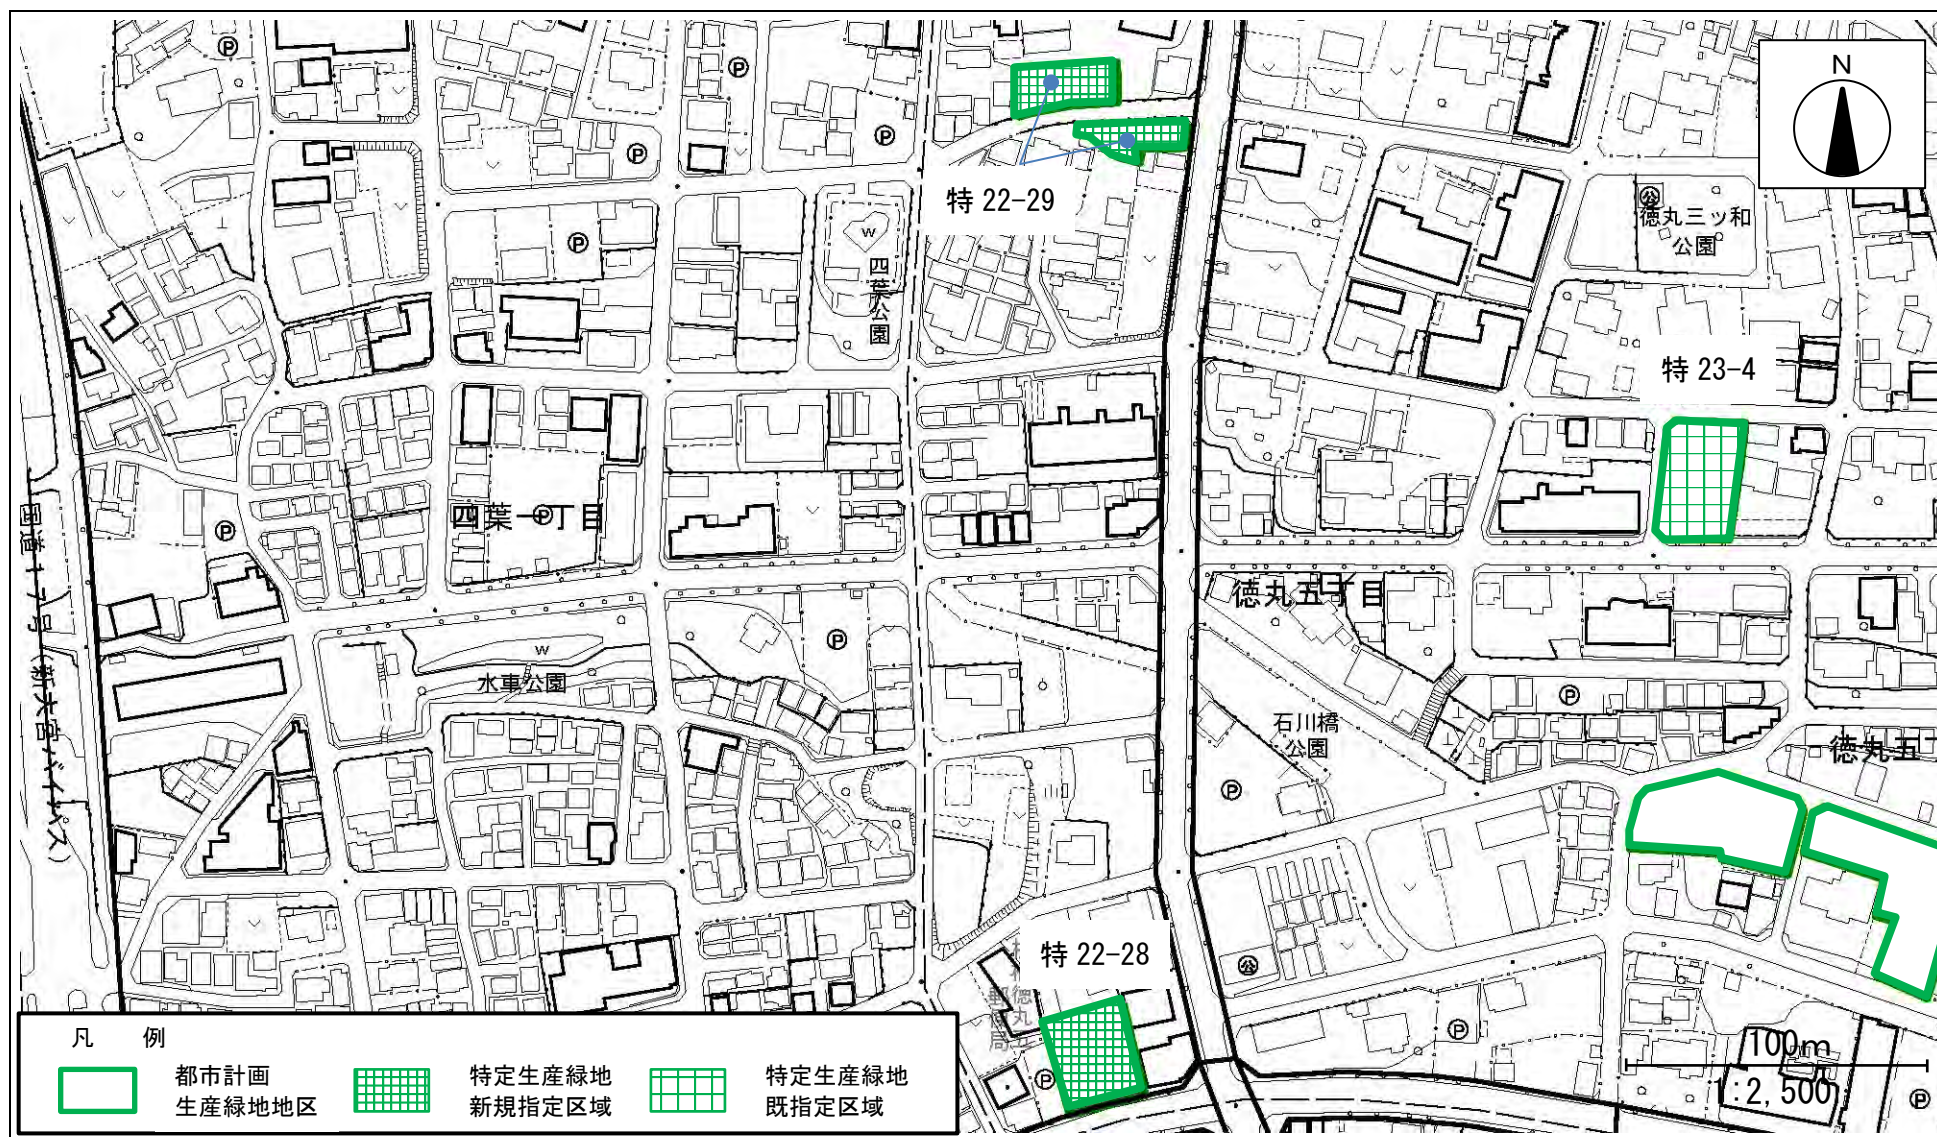 N
特 22-29
w
四葉公園
公
徳丸三ッ和
公園
特 23-4
四葉一丁目
国道17号(新大宮バイパス)
徳丸五丁目
w
水車公園
石川橋
公園
徳丸五
特 22-28
公
100m
1:2,500
凡 例
都市計画
生産緑地地区
特定生産緑地
新規指定区域
特定生産緑地
既指定区域
P
P
P
P
P
P
P
P
P
P
P
P
P